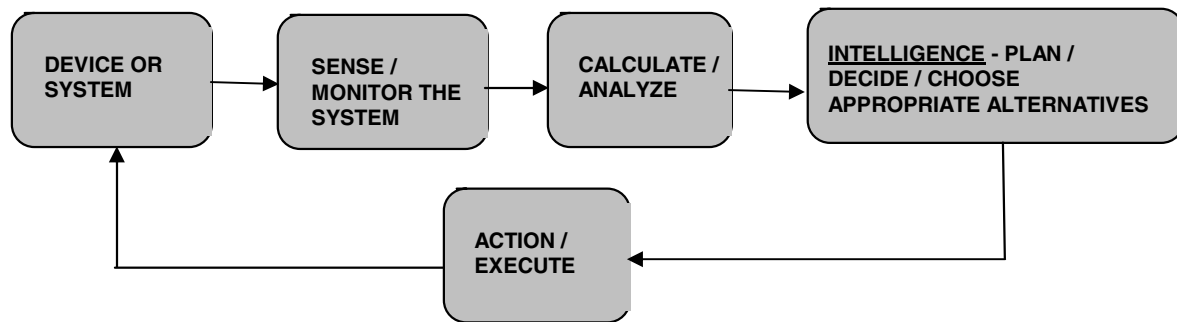 DEVICE OR
SYSTEM
SENSE /
MONITOR THE
SYSTEM
CALCULATE /
ANALYZE
INTELLIGENCE - PLAN /
DECIDE / CHOOSE
APPROPRIATE ALTERNATIVES
ACTION /
EXECUTE